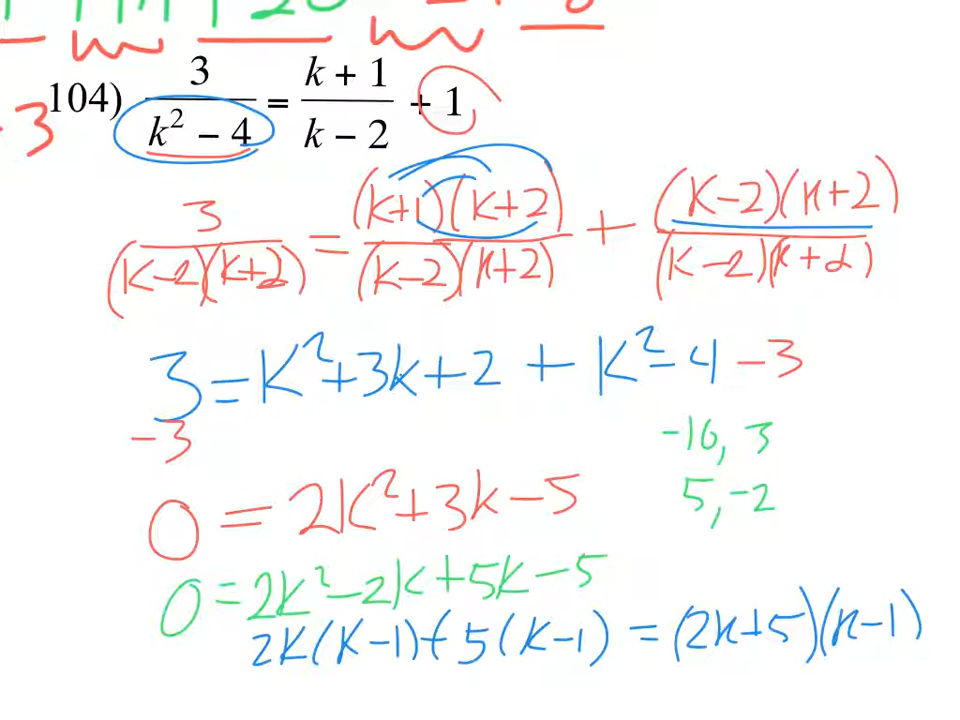 104) 3/(k² − 4) = (k + 1)/(k − 2) + 1
-3
3/((k-2)(k+2)) = ((k+1)(k+2))/((k-2)(k+2)) + ((k-2)(k+2))/((k-2)(k+2))
3 = k²+3k+2 + k²-4 -3
-3
-10, 3
5, -2
0 = 2k²+3k-5
0 = 2k²-2k+5k-5
2k(k-1)+5(k-1) = (2k+5)(k-1)